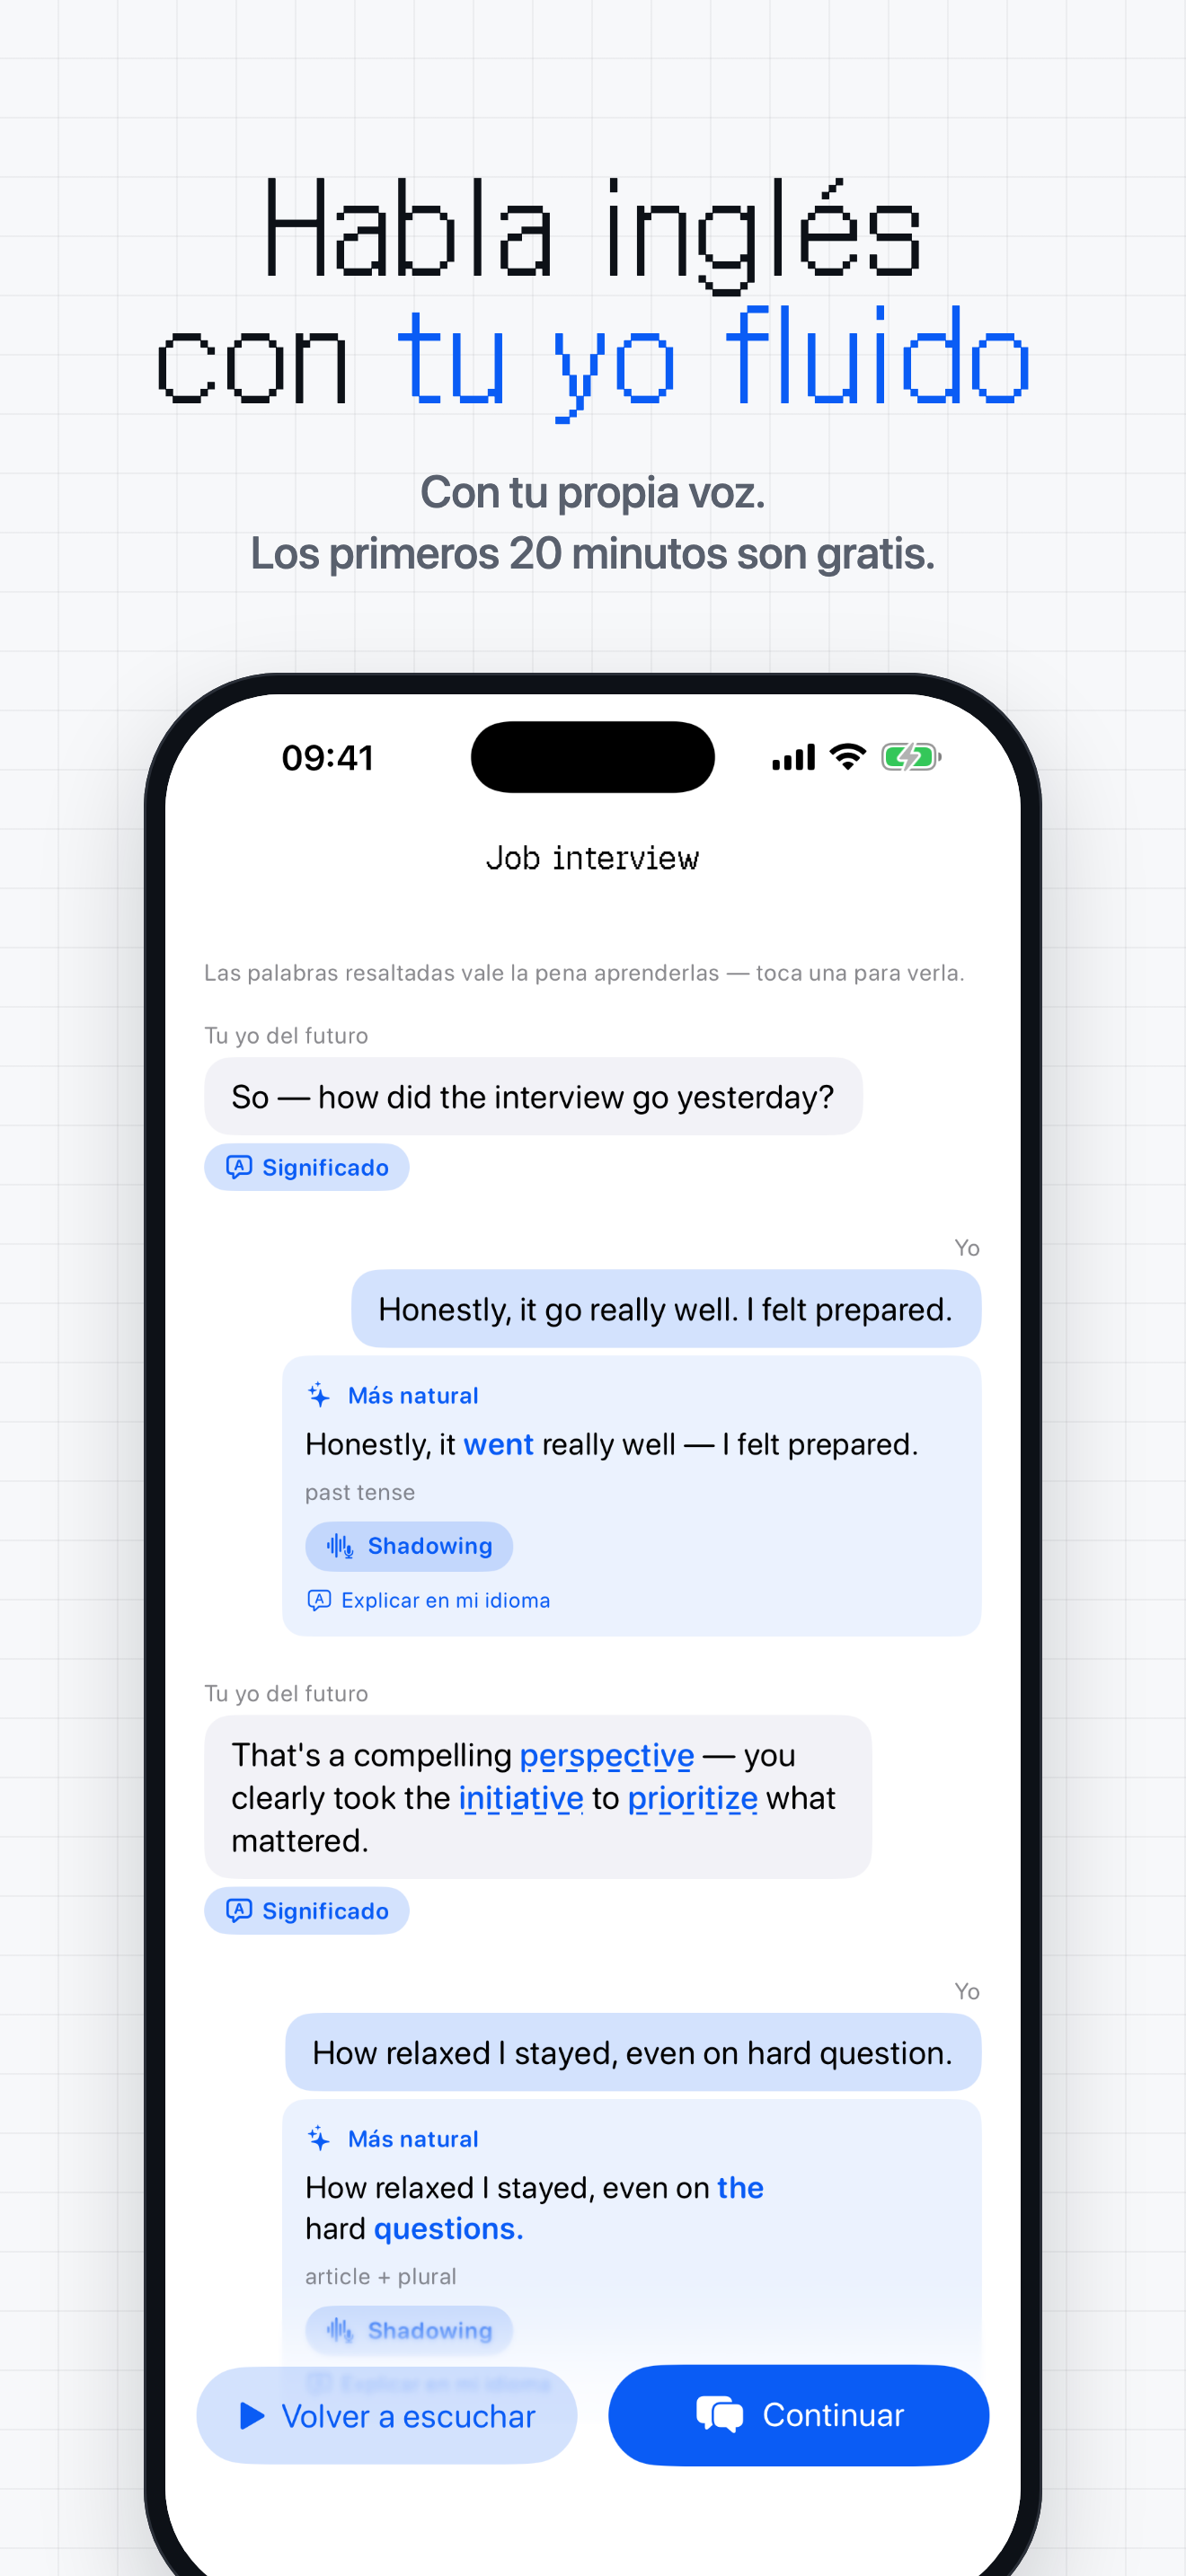 Habla inglés
con tu yo fluido
Con tu propia voz.
Los primeros 20 minutos son gratis.
09:41
Job interview
Las palabras resaltadas vale la pena aprenderlas — toca una para verla.
Tu yo del futuro
So — how did the interview go yesterday?
Significado
Yo
Honestly, it go really well. I felt prepared.
Más natural
Honestly, it went really well — I felt prepared.
past tense
Shadowing
Explicar en mi idioma
Tu yo del futuro
That's a compelling perspective — you
clearly took the initiative to prioritize what
mattered.
Significado
Yo
How relaxed I stayed, even on hard question.
Más natural
How relaxed I stayed, even on the
hard questions.
article + plural
Shadowing
Explicar en mi idioma
Volver a escuchar
Continuar